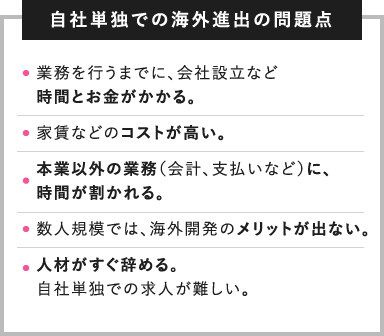 自社単独での海外進出の問題点
業務を行うまでに、会社設立など
時間とお金がかかる。
家賃などのコストが高い。
本業以外の業務（会計、支払いなど）に、
時間が割かれる。
数人規模では、海外開発のメリットが出ない。
人材がすぐ辞める。
自社単独での求人が難しい。